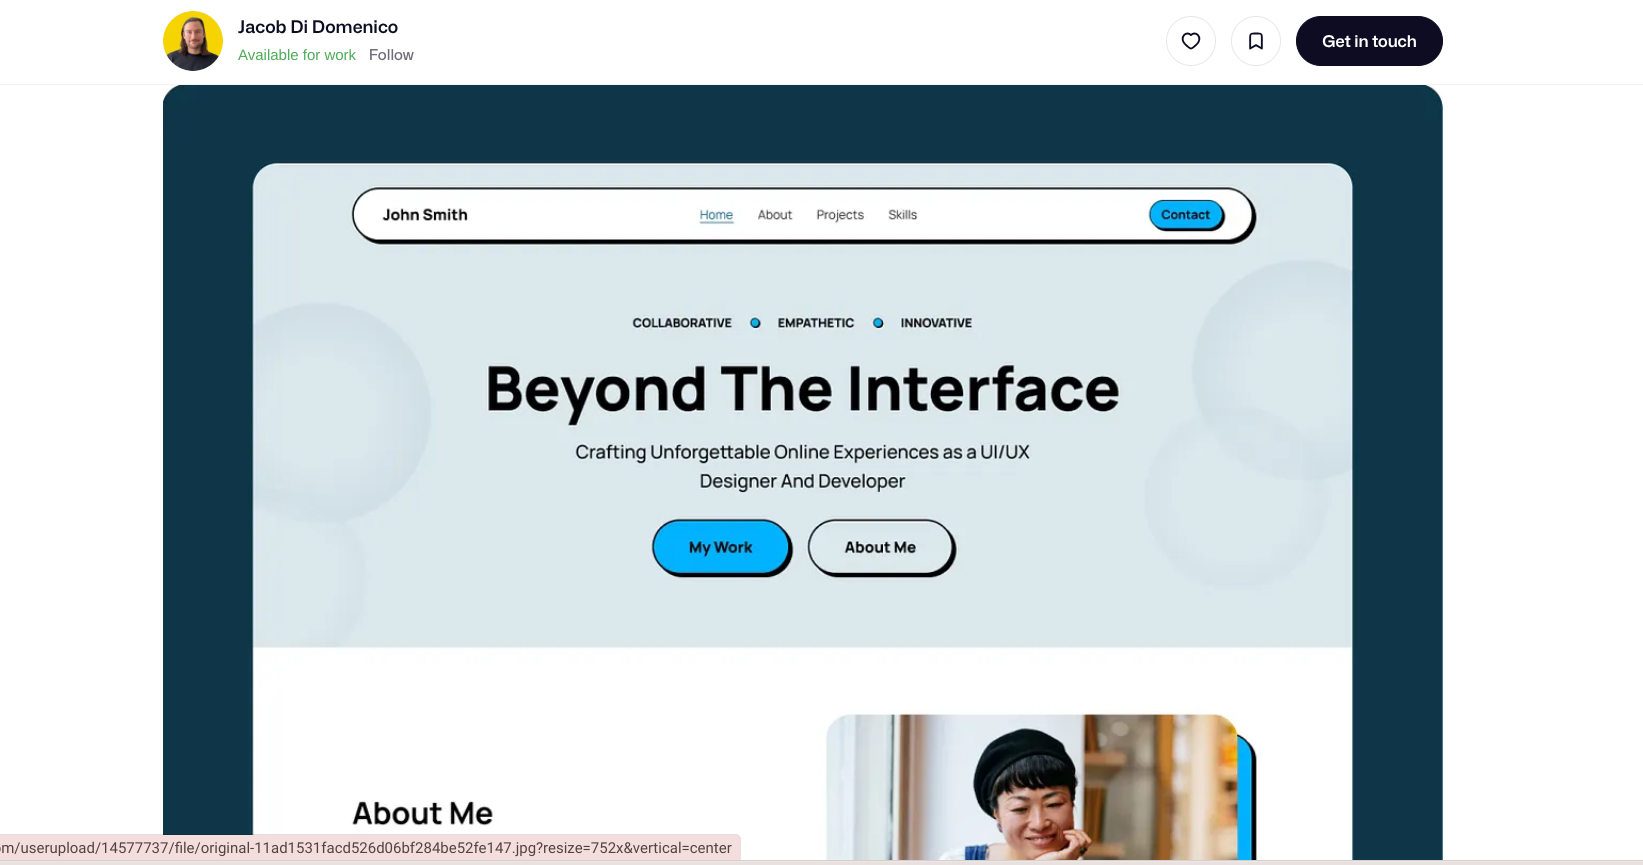 Jacob Di Domenico
Available for work Follow
Get in touch
John Smith
Home About Projects Skills
Contact
COLLABORATIVE EMPATHETIC INNOVATIVE
Beyond The Interface
Crafting Unforgettable Online Experiences as a UI/UX
Designer And Developer
My Work About Me
About Me
m/userupload/14577737/file/original-11ad1531facd526d06bf284be52fe147.jpg?resize=752x&vertical=center